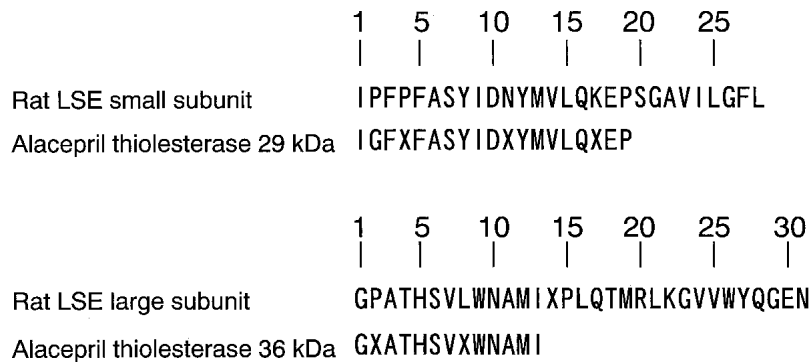 1 5 10 15 20 25
Rat LSE small subunit IPFPFASYIDNYMVLQKEPSGAVILGFL
Alacepril thiolesterase 29 kDa IGFXFASYIDXYMVLQXEP
1 5 10 15 20 25 30
Rat LSE large subunit GPATHSVLWNAMIXPLQTMRLKGVVWYQGEN
Alacepril thiolesterase 36 kDa GXATHSVXWNAMI